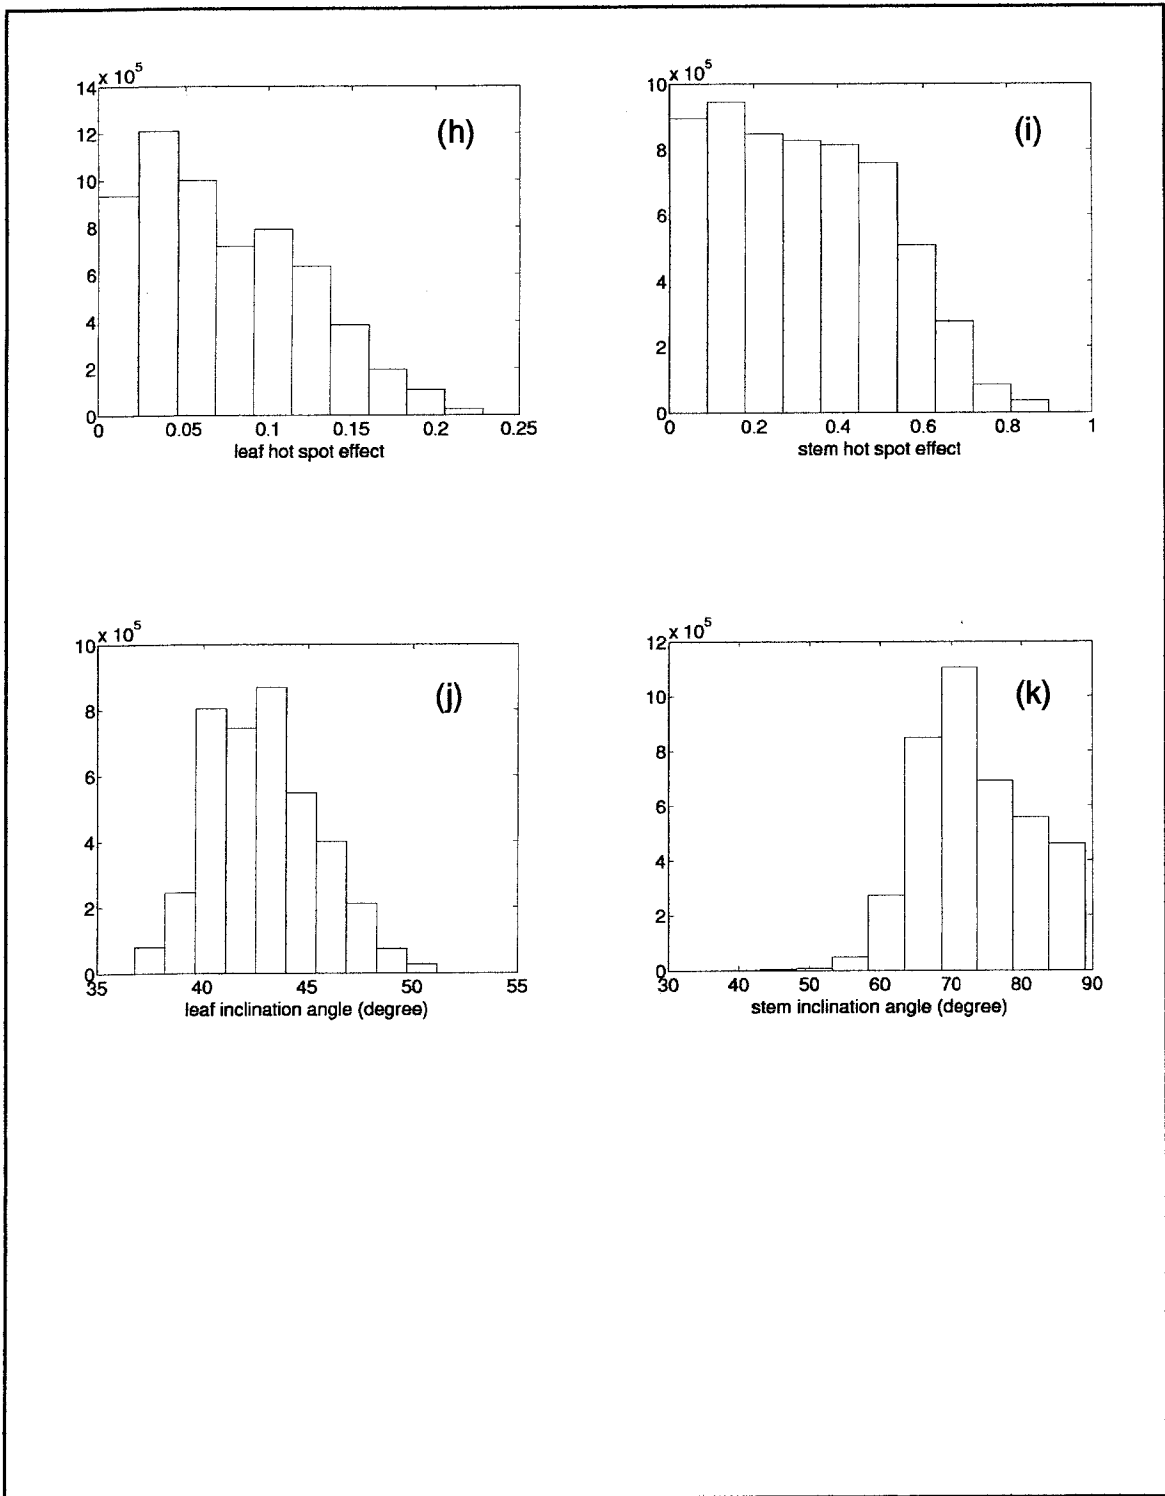 14 x 10^5
12
10
8
6
4
2
0
(h)
0 0.05 0.1 0.15 0.2 0.25
leaf hot spot effect
10 x 10^5
8
6
4
2
0
(i)
0 0.2 0.4 0.6 0.8 1
stem hot spot effect
10 x 10^5
8
6
4
2
0
(j)
35 40 45 50 55
leaf inclination angle (degree)
12 x 10^5
10
8
6
4
2
0
(k)
30 40 50 60 70 80 90
stem inclination angle (degree)